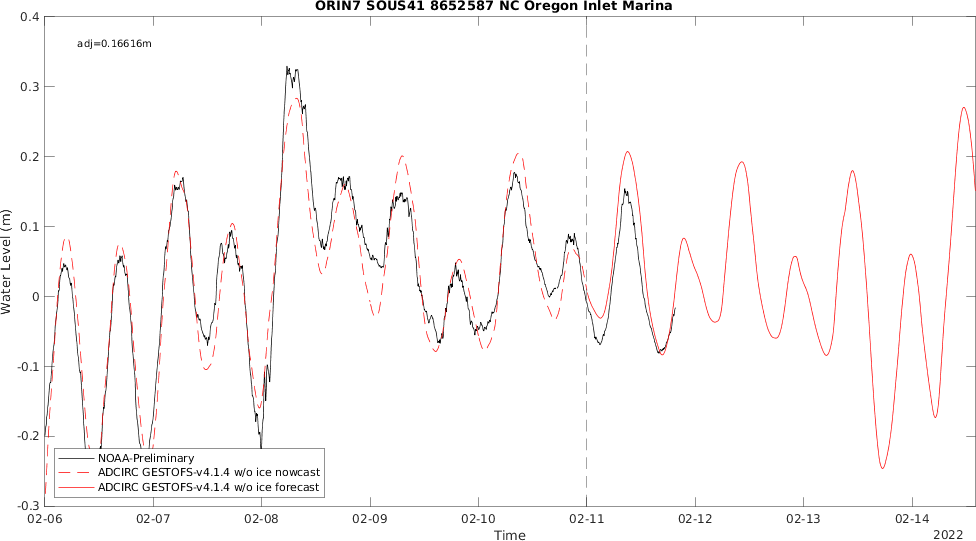 ORIN7 SOUS41 8652587 NC Oregon Inlet Marina
adj=0.16616m
Water Level (m)
0.4
0.3
0.2
0.1
0
-0.1
-0.2
-0.3
NOAA-Preliminary
ADCIRC GESTOFS-v4.1.4 w/o ice nowcast
ADCIRC GESTOFS-v4.1.4 w/o ice forecast
02-06 02-07 02-08 02-09 02-10 02-11 02-12 02-13 02-14
Time
2022